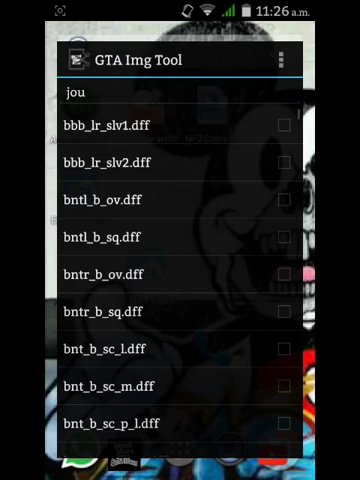 11:26 a.m.
GTA Img Tool
jou
bbb_lr_slv1.dff
bbb_lr_slv2.dff
bntl_b_ov.dff
bntl_b_sq.dff
bntr_b_ov.dff
bntr_b_sq.dff
bnt_b_sc_l.dff
bnt_b_sc_m.dff
bnt_b_sc_p_l.dff